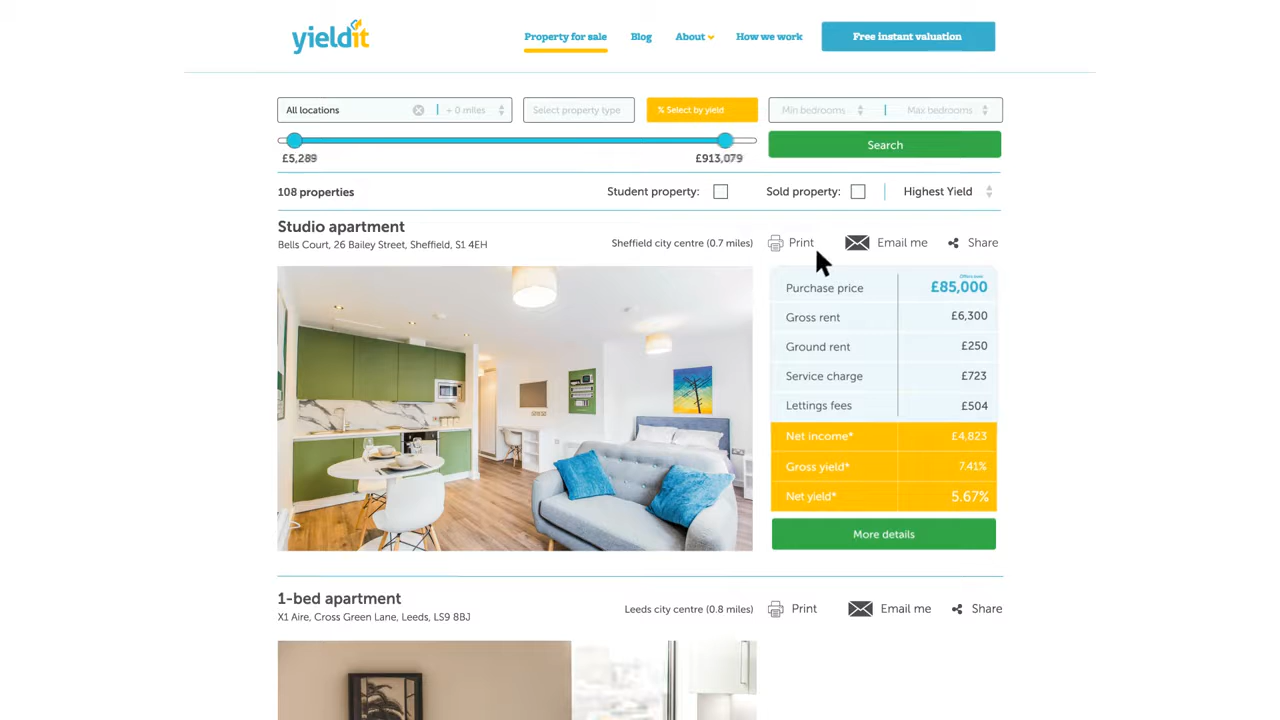 yieldit
Property for sale
Blog
About
How we work
Free instant valuation
All locations
+ 0 miles
Select property type
% Select by yield
Min bedrooms
Max bedrooms
£5,289
£913,079
Search
108 properties
Student property:
Sold property:
Highest Yield
Studio apartment
Bells Court, 26 Bailey Street, Sheffield, S1 4EH
Sheffield city centre (0.7 miles)
Print
Email me
Share
Purchase price
Offers over
£85,000
Gross rent
£6,300
Ground rent
£250
Service charge
£723
Lettings fees
£504
Net income*
£4,823
Gross yield*
7.41%
Net yield*
5.67%
More details
1-bed apartment
X1 Aire, Cross Green Lane, Leeds, LS9 8BJ
Leeds city centre (0.8 miles)
Print
Email me
Share